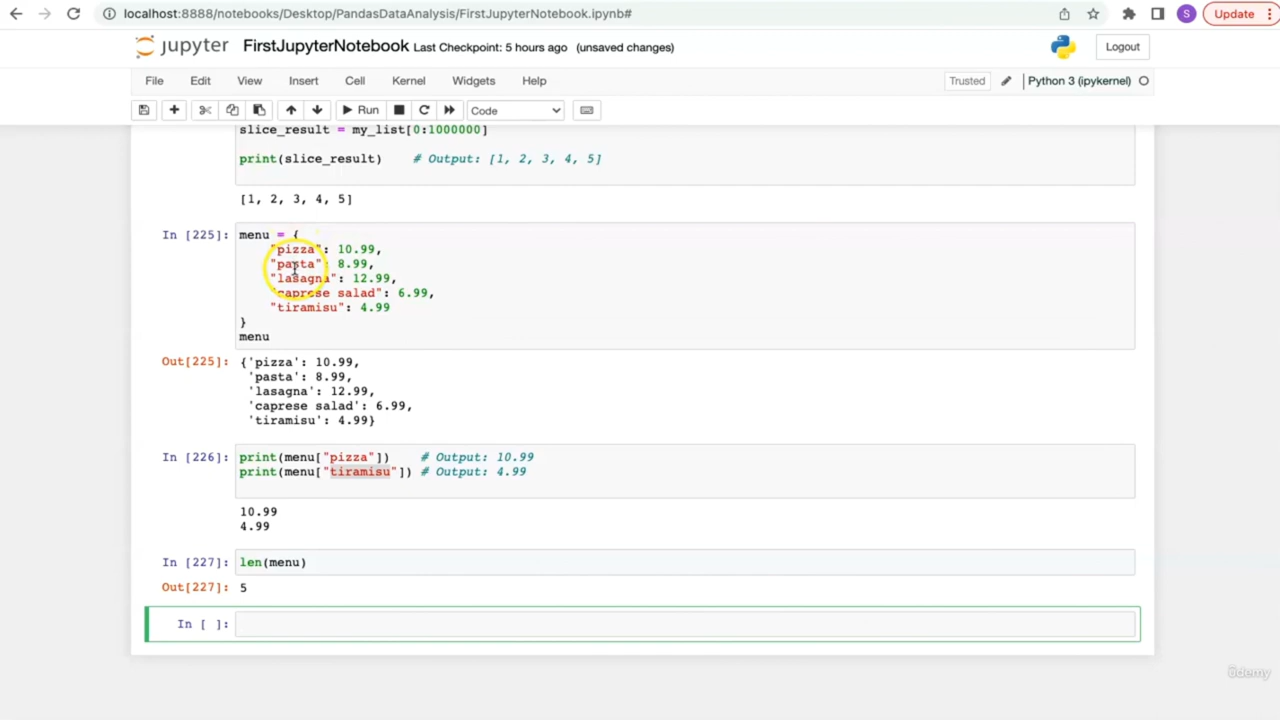 localhost:8888/notebooks/Desktop/PandasDataAnalysis/FirstJupyterNotebook.ipynb#
S
Update
jupyter FirstJupyterNotebook Last Checkpoint: 5 hours ago (unsaved changes)
Logout
File Edit View Insert Cell Kernel Widgets Help
Trusted
Python 3 (ipykernel)
Run
Code
slice_result = my_list[0:1000000]
print(slice_result) # Output: [1, 2, 3, 4, 5]
[1, 2, 3, 4, 5]
In [225]: menu = {
"pizza": 10.99,
"pasta": 8.99,
"lasagna": 12.99,
"caprese salad": 6.99,
"tiramisu": 4.99
}
menu
Out[225]: {'pizza': 10.99,
'pasta': 8.99,
'lasagna': 12.99,
'caprese salad': 6.99,
'tiramisu': 4.99}
In [226]: print(menu["pizza"]) # Output: 10.99
print(menu["tiramisu"]) # Output: 4.99
10.99
4.99
In [227]: len(menu)
Out[227]: 5
In [ ]:
ûdemy